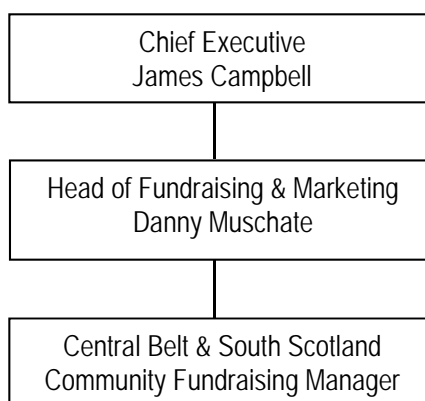 Chief Executive
James Campbell
Head of Fundraising & Marketing
Danny Muschate
Central Belt & South Scotland
Community Fundraising Manager